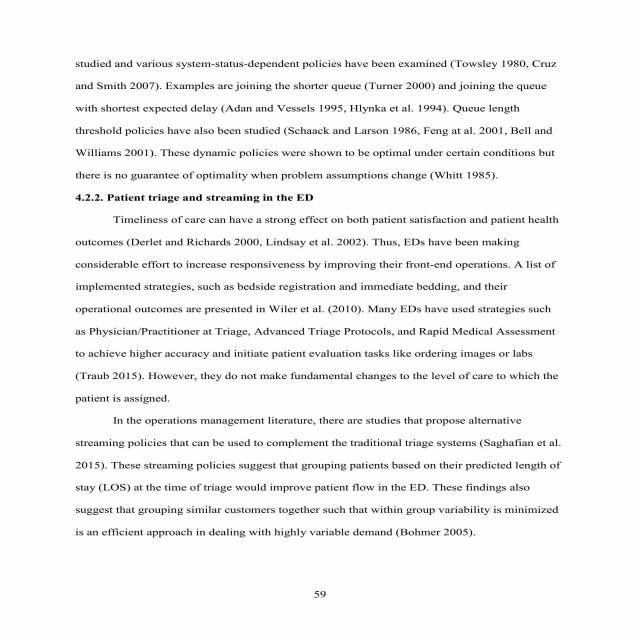 studied and various system-status-dependent policies have been examined (Towsley 1980, Cruz
and Smith 2007). Examples are joining the shorter queue (Turner 2000) and joining the queue
with shortest expected delay (Adan and Vessels 1995, Hlynka et al. 1994). Queue length
threshold policies have also been studied (Schaack and Larson 1986, Feng at al. 2001, Bell and
Williams 2001). These dynamic policies were shown to be optimal under certain conditions but
there is no guarantee of optimality when problem assumptions change (Whitt 1985).
4.2.2. Patient triage and streaming in the ED
Timeliness of care can have a strong effect on both patient satisfaction and patient health
outcomes (Derlet and Richards 2000, Lindsay et al. 2002). Thus, EDs have been making
considerable effort to increase responsiveness by improving their front-end operations. A list of
implemented strategies, such as bedside registration and immediate bedding, and their
operational outcomes are presented in Wiler et al. (2010). Many EDs have used strategies such
as Physician/Practitioner at Triage, Advanced Triage Protocols, and Rapid Medical Assessment
to achieve higher accuracy and initiate patient evaluation tasks like ordering images or labs
(Traub 2015). However, they do not make fundamental changes to the level of care to which the
patient is assigned.
In the operations management literature, there are studies that propose alternative
streaming policies that can be used to complement the traditional triage systems (Saghafian et al.
2015). These streaming policies suggest that grouping patients based on their predicted length of
stay (LOS) at the time of triage would improve patient flow in the ED. These findings also
suggest that grouping similar customers together such that within group variability is minimized
is an efficient approach in dealing with highly variable demand (Bohmer 2005).
59